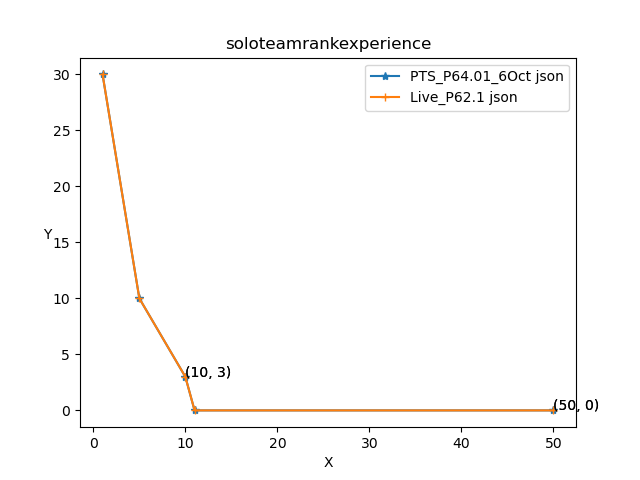 soloteamrankexperience
PTS_P64.01_6Oct json
Live_P62.1 json
30
25
20
Y
15
10
5
0
(10, 3)
(50, 0)
0 10 20 30 40 50
X